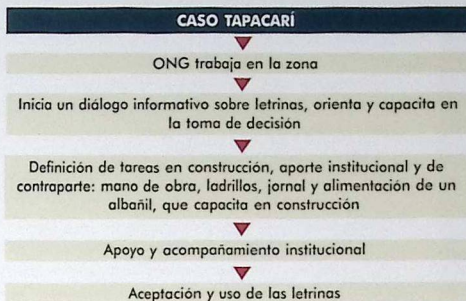 CASO TAPACARÍ
ONG trabaja en la zona
Inicia un diálogo informativo sobre letrinas, orienta y capacita en
la toma de decisión
Definición de tareas en construcción, aporte institucional y de
contraparte: mano de obra, ladrillos, jornal y alimentación de un
albañil, que capacita en construcción
Apoyo y acompañamiento institucional
Aceptación y uso de las letrinas